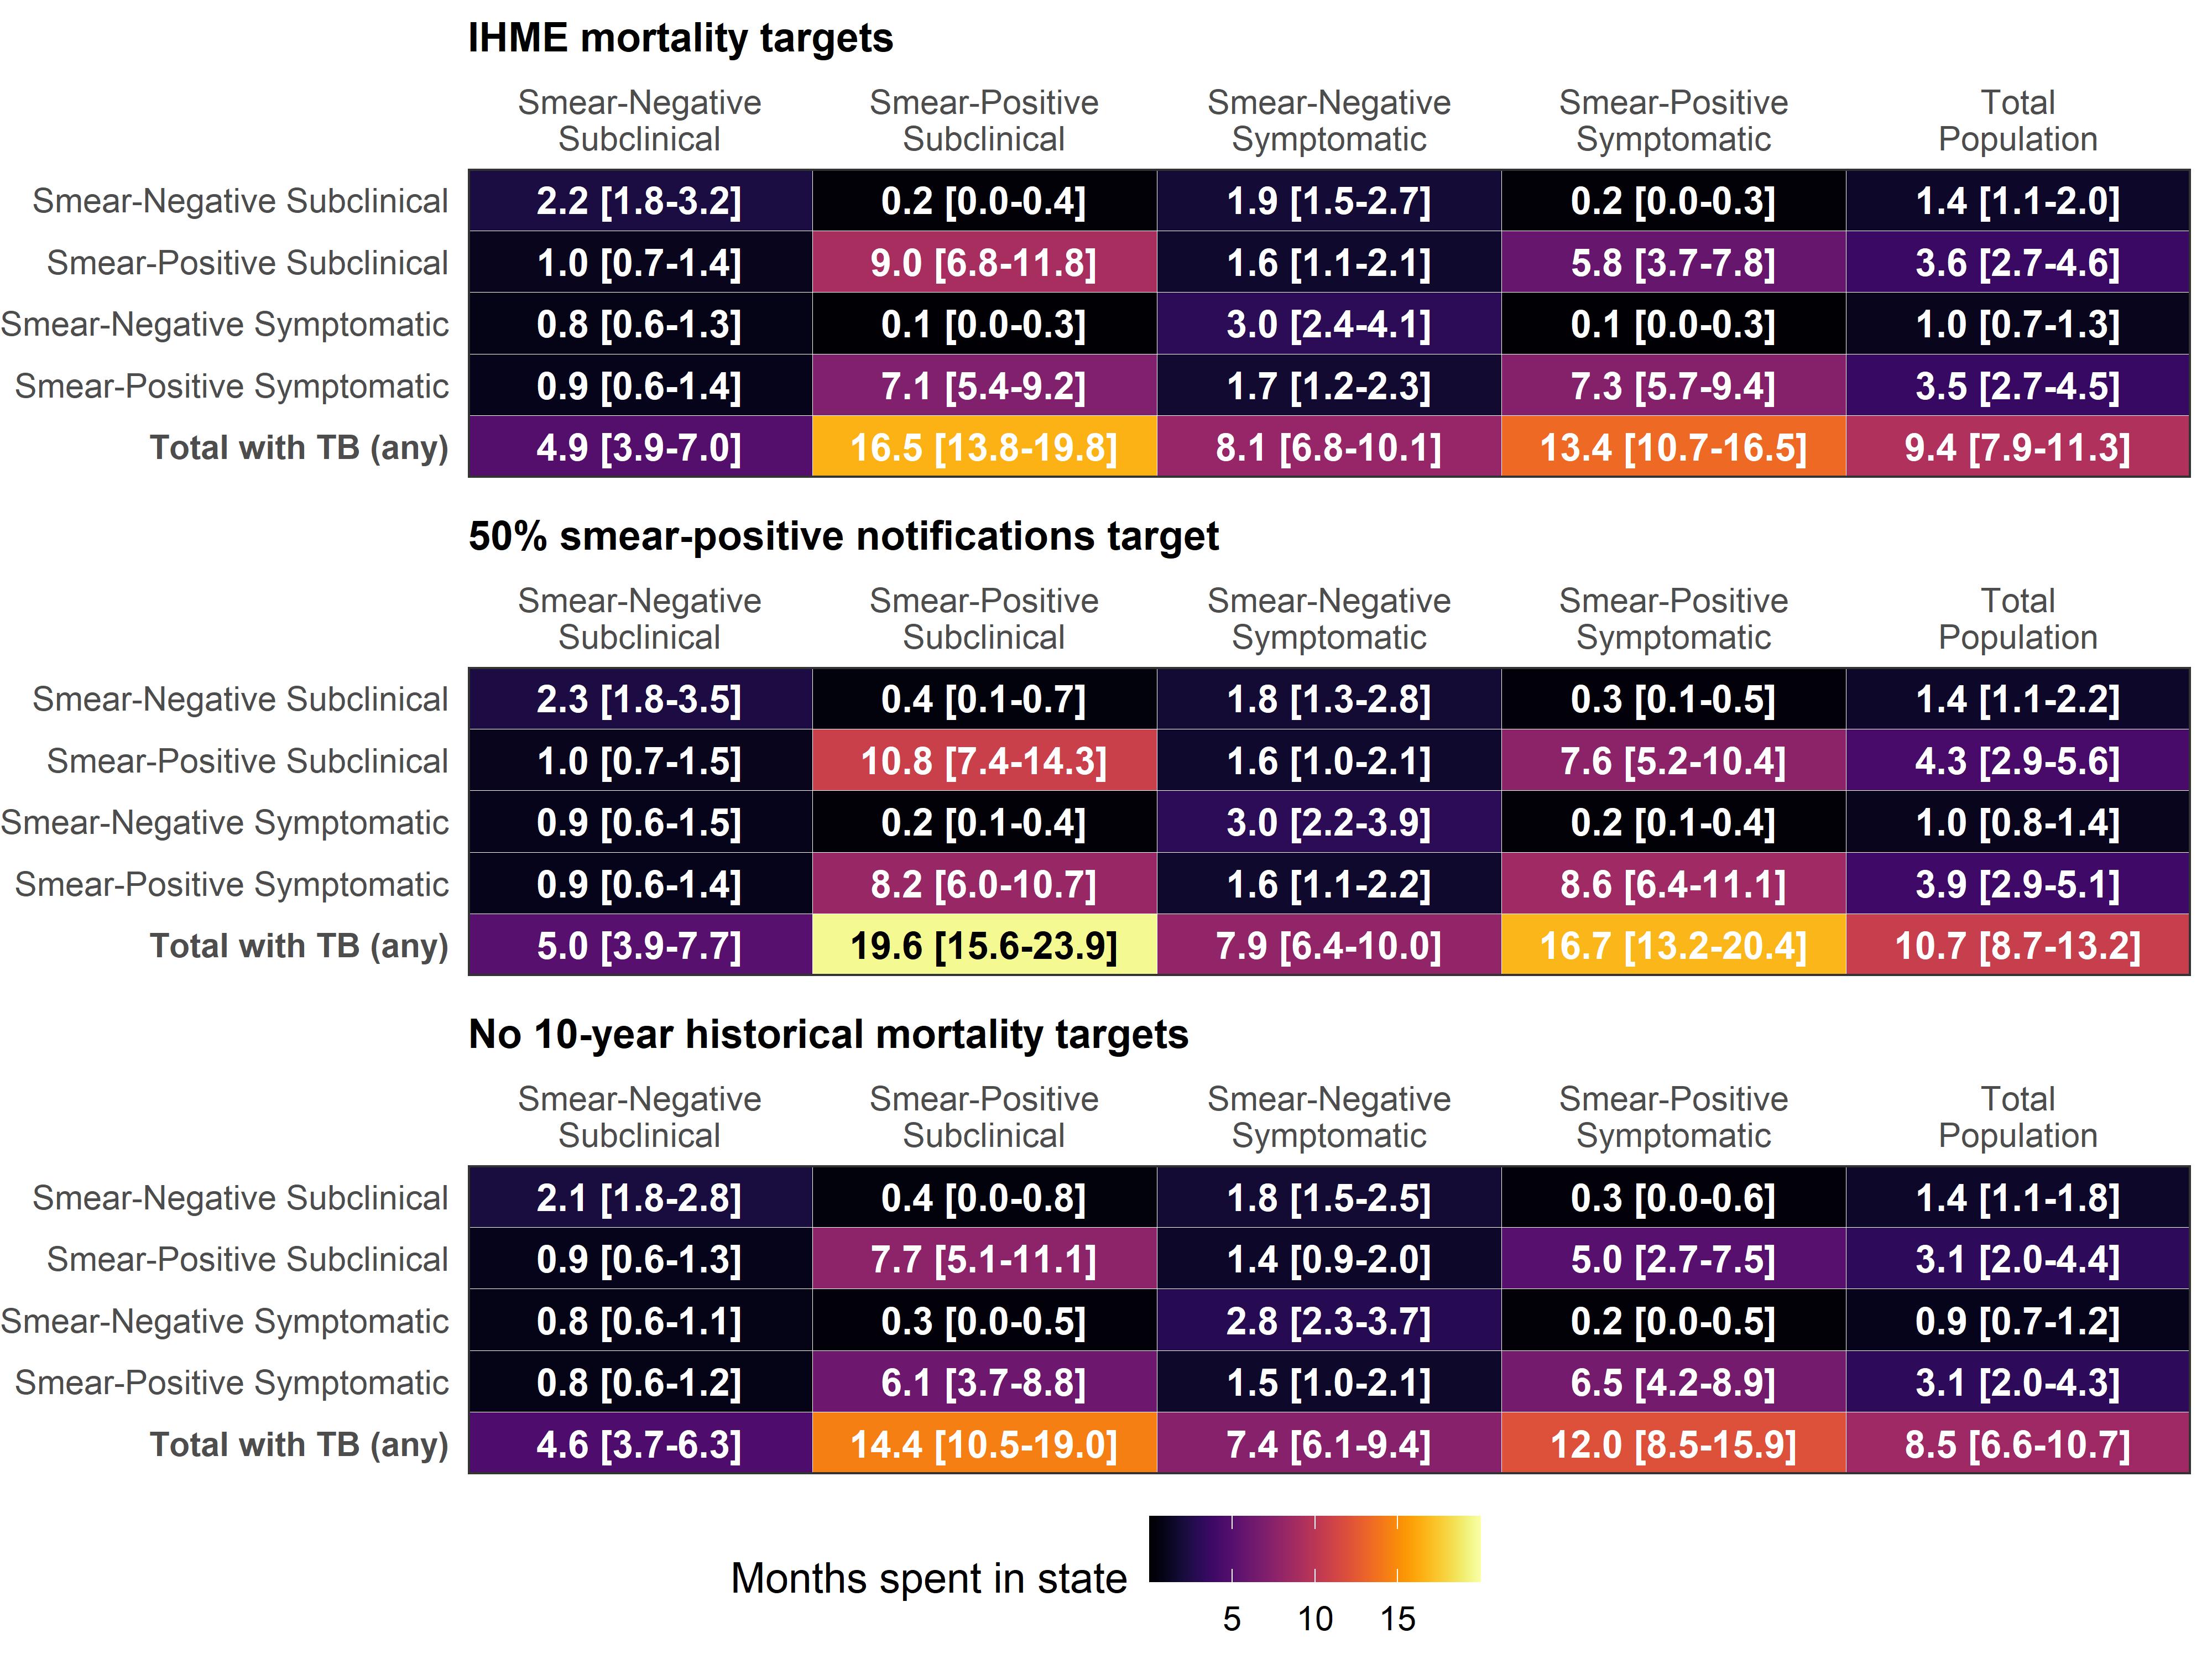 IHME mortality targets
Smear-Negative Smear-Positive Smear-Negative Smear-Positive Total
Subclinical Subclinical Symptomatic Symptomatic Population
Smear-Negative Subclinical 2.2 [1.8-3.2] 0.2 [0.0-0.4] 1.9 [1.5-2.7] 0.2 [0.0-0.3] 1.4 [1.1-2.0]
Smear-Positive Subclinical 1.0 [0.7-1.4] 9.0 [6.8-11.8] 1.6 [1.1-2.1] 5.8 [3.7-7.8] 3.6 [2.7-4.6]
Smear-Negative Symptomatic 0.8 [0.6-1.3] 0.1 [0.0-0.3] 3.0 [2.4-4.1] 0.1 [0.0-0.3] 1.0 [0.7-1.3]
Smear-Positive Symptomatic 0.9 [0.6-1.4] 7.1 [5.4-9.2] 1.7 [1.2-2.3] 7.3 [5.7-9.4] 3.5 [2.7-4.5]
Total with TB (any) 4.9 [3.9-7.0] 16.5 [13.8-19.8] 8.1 [6.8-10.1] 13.4 [10.7-16.5] 9.4 [7.9-11.3]
50% smear-positive notifications target
Smear-Negative Smear-Positive Smear-Negative Smear-Positive Total
Subclinical Subclinical Symptomatic Symptomatic Population
Smear-Negative Subclinical 2.3 [1.8-3.5] 0.4 [0.1-0.7] 1.8 [1.3-2.8] 0.3 [0.1-0.5] 1.4 [1.1-2.2]
Smear-Positive Subclinical 1.0 [0.7-1.5] 10.8 [7.4-14.3] 1.6 [1.0-2.1] 7.6 [5.2-10.4] 4.3 [2.9-5.6]
Smear-Negative Symptomatic 0.9 [0.6-1.5] 0.2 [0.1-0.4] 3.0 [2.2-3.9] 0.2 [0.1-0.4] 1.0 [0.8-1.4]
Smear-Positive Symptomatic 0.9 [0.6-1.4] 8.2 [6.0-10.7] 1.6 [1.1-2.2] 8.6 [6.4-11.1] 3.9 [2.9-5.1]
Total with TB (any) 5.0 [3.9-7.7] 19.6 [15.6-23.9] 7.9 [6.4-10.0] 16.7 [13.2-20.4] 10.7 [8.7-13.2]
No 10-year historical mortality targets
Smear-Negative Smear-Positive Smear-Negative Smear-Positive Total
Subclinical Subclinical Symptomatic Symptomatic Population
Smear-Negative Subclinical 2.1 [1.8-2.8] 0.4 [0.0-0.8] 1.8 [1.5-2.5] 0.3 [0.0-0.6] 1.4 [1.1-1.8]
Smear-Positive Subclinical 0.9 [0.6-1.3] 7.7 [5.1-11.1] 1.4 [0.9-2.0] 5.0 [2.7-7.5] 3.1 [2.0-4.4]
Smear-Negative Symptomatic 0.8 [0.6-1.1] 0.3 [0.0-0.5] 2.8 [2.3-3.7] 0.2 [0.0-0.5] 0.9 [0.7-1.2]
Smear-Positive Symptomatic 0.8 [0.6-1.2] 6.1 [3.7-8.8] 1.5 [1.0-2.1] 6.5 [4.2-8.9] 3.1 [2.0-4.3]
Total with TB (any) 4.6 [3.7-6.3] 14.4 [10.5-19.0] 7.4 [6.1-9.4] 12.0 [8.5-15.9] 8.5 [6.6-10.7]
Months spent in state
5 10 15